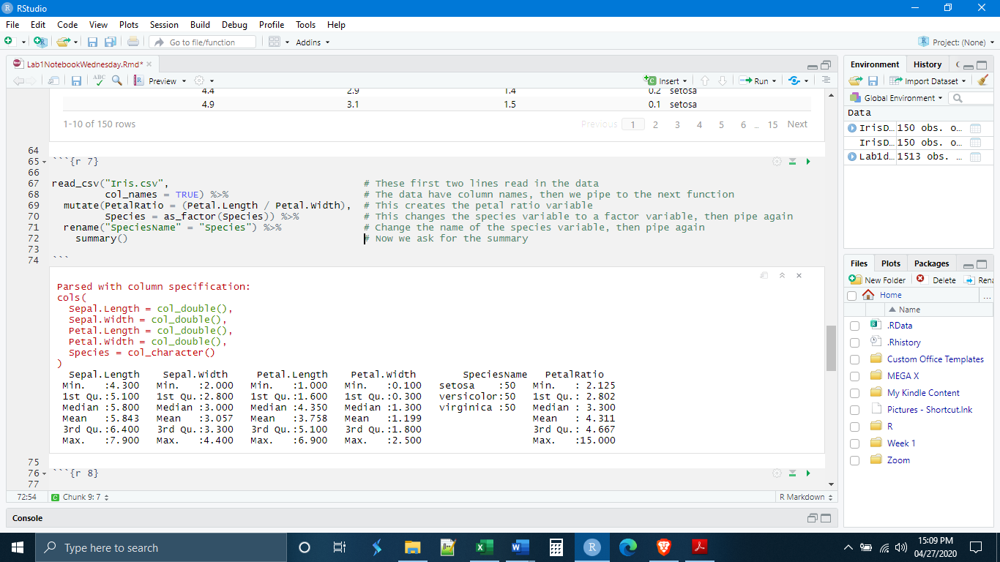 RStudio
File Edit Code View Plots Session Build Debug Profile Tools Help
Go to file/function Addins Project: (None)
Lab1NotebookWednesday.Rmd*
ABC Preview Insert Run
4.4 2.9 1.4 0.2 setosa
4.9 3.1 1.5 0.1 setosa
1-10 of 150 rows Previous 1 2 3 4 5 6 ... 15 Next
64
65 ```{r 7}
66
67 read_csv("Iris.csv", # These first two lines read in the data
68 col_names = TRUE) %>% # The data have column names, then we pipe to the next function
69 mutate(PetalRatio = (Petal.Length / Petal.Width), # This creates the petal ratio variable
70 Species = as_factor(Species)) %>% # This changes the species variable to a factor variable, then pipe again
71 rename("SpeciesName" = "Species") %>% # Change the name of the species variable, then pipe again
72 summary() # Now we ask for the summary
73
74 ```
Parsed with column specification:
cols(
Sepal.Length = col_double(),
Sepal.Width = col_double(),
Petal.Length = col_double(),
Petal.Width = col_double(),
Species = col_character()
)
Sepal.Length Sepal.Width Petal.Length Petal.Width SpeciesName PetalRatio
Min. :4.300 Min. :2.000 Min. :1.000 Min. :0.100 setosa :50 Min. : 2.125
1st Qu.:5.100 1st Qu.:2.800 1st Qu.:1.600 1st Qu.:0.300 versicolor:50 1st Qu.: 2.802
Median :5.800 Median :3.000 Median :4.350 Median :1.300 virginica :50 Median : 3.300
Mean :5.843 Mean :3.057 Mean :3.758 Mean :1.199 Mean : 4.311
3rd Qu.:6.400 3rd Qu.:3.300 3rd Qu.:5.100 3rd Qu.:1.800 3rd Qu.: 4.667
Max. :7.900 Max. :4.400 Max. :6.900 Max. :2.500 Max. :15.000
75
76 ```{r 8}
77
72:54 Chunk 9: 7 R Markdown
Console
Environment History C
Import Dataset
Global Environment
Data
IrisD… 150 obs. o…
IrisD… 150 obs. o…
Lab1d… 1513 obs. …
Files Plots Packages
New Folder Delete Rena
Home ...
Name
.RData
.Rhistory
Custom Office Templates
MEGA X
My Kindle Content
Pictures - Shortcut.lnk
R
Week 1
Zoom
Type here to search
15:09 PM
04/27/2020